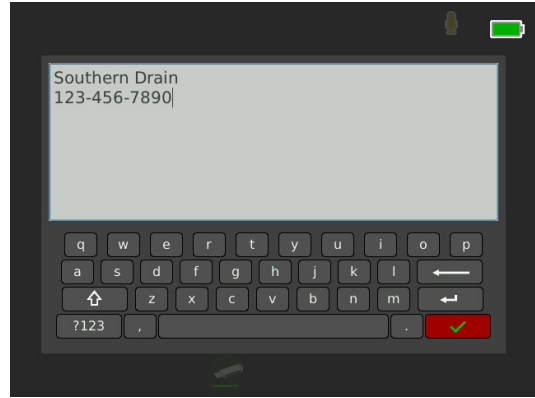 Southern Drain
123-456-7890
q w e r t y u i o p
a s d f g h j k l
z x c v b n m
?123 , .